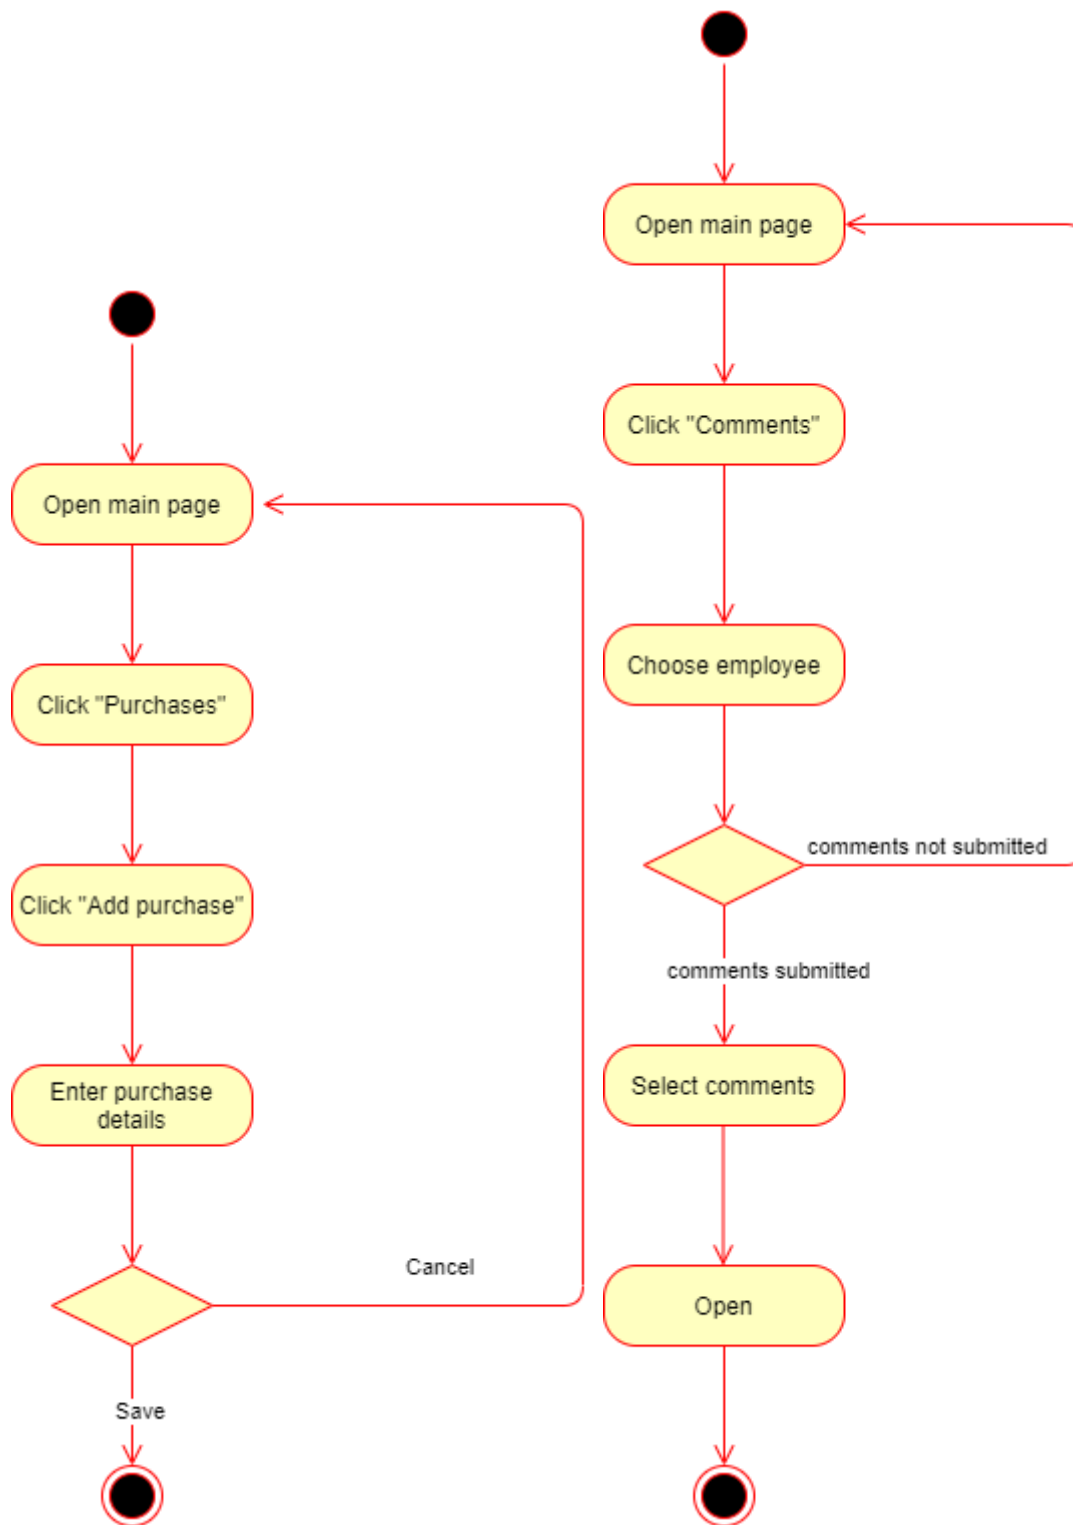 Open main page
Click "Purchases"
Click "Add purchase"
Enter purchase
details
Cancel
Save
Open main page
Click "Comments"
Choose employee
comments not submitted
comments submitted
Select comments
Open